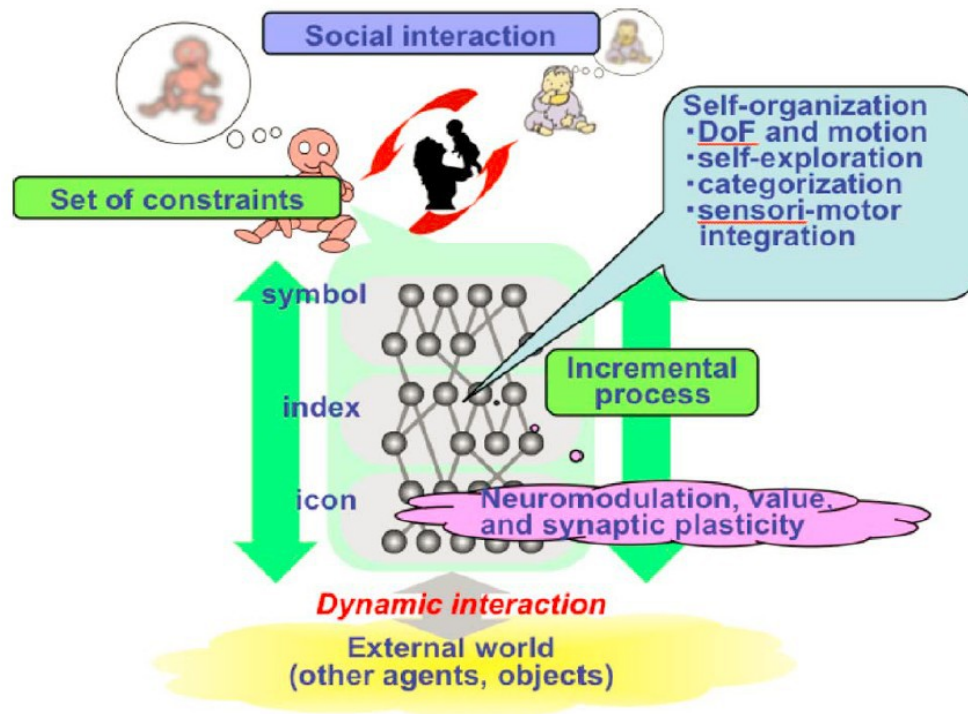 Social interaction
Self-organization
·DoF and motion
·self-exploration
·categorization
·sensori-motor
integration
Set of constraints
symbol
Incremental
process
index
icon
Neuromodulation, value,
and synaptic plasticity
Dynamic interaction
External world
(other agents, objects)